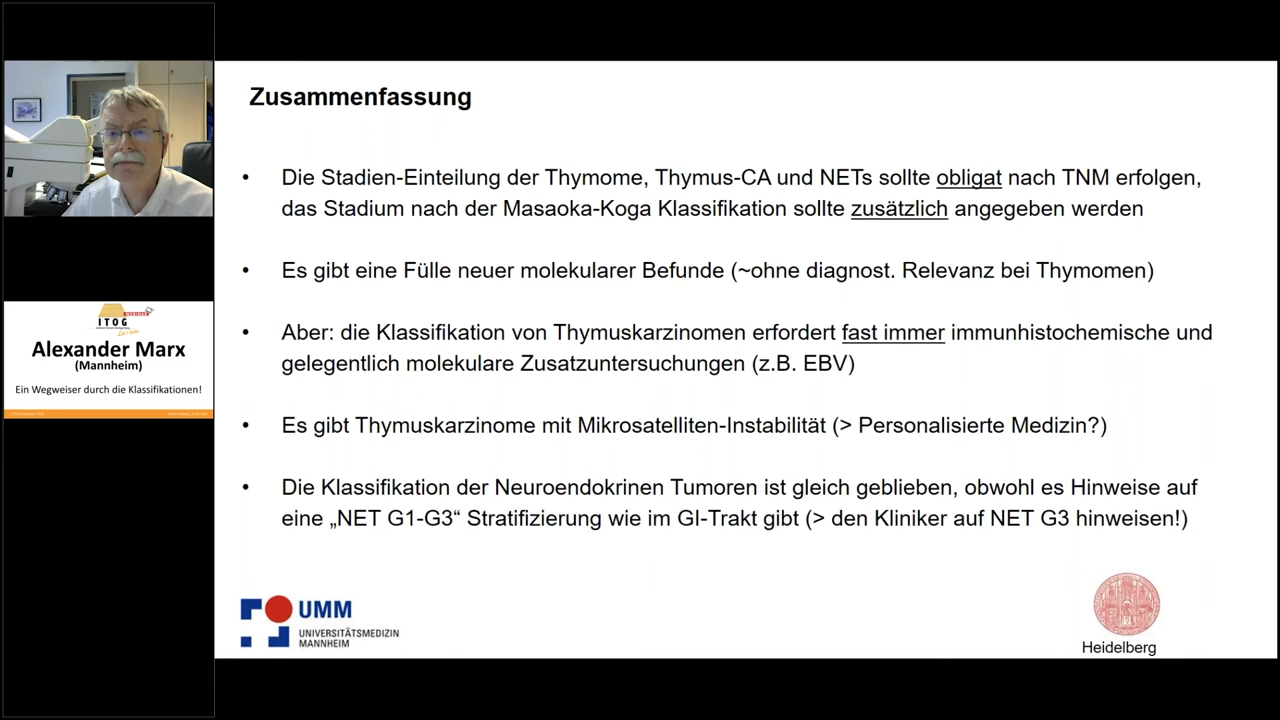 Zusammenfassung
• Die Stadien-Einteilung der Thymome, Thymus-CA und NETs sollte obligat nach TNM erfolgen,
das Stadium nach der Masaoka-Koga Klassifikation sollte zusätzlich angegeben werden
• Es gibt eine Fülle neuer molekularer Befunde (~ohne diagnost. Relevanz bei Thymomen)
• Aber: die Klassifikation von Thymuskarzinomen erfordert fast immer immunhistochemische und
gelegentlich molekulare Zusatzuntersuchungen (z.B. EBV)
• Es gibt Thymuskarzinome mit Mikrosatelliten-Instabilität (> Personalisierte Medizin?)
• Die Klassifikation der Neuroendokrinen Tumoren ist gleich geblieben, obwohl es Hinweise auf
eine „NET G1-G3“ Stratifizierung wie im GI-Trakt gibt (> den Kliniker auf NET G3 hinweisen!)
UMM
UNIVERSITÄTSMEDIZIN
MANNHEIM
Heidelberg
WEBINAR
ITOG
Alexander Marx
(Mannheim)
Ein Wegweiser durch die Klassifikationen!